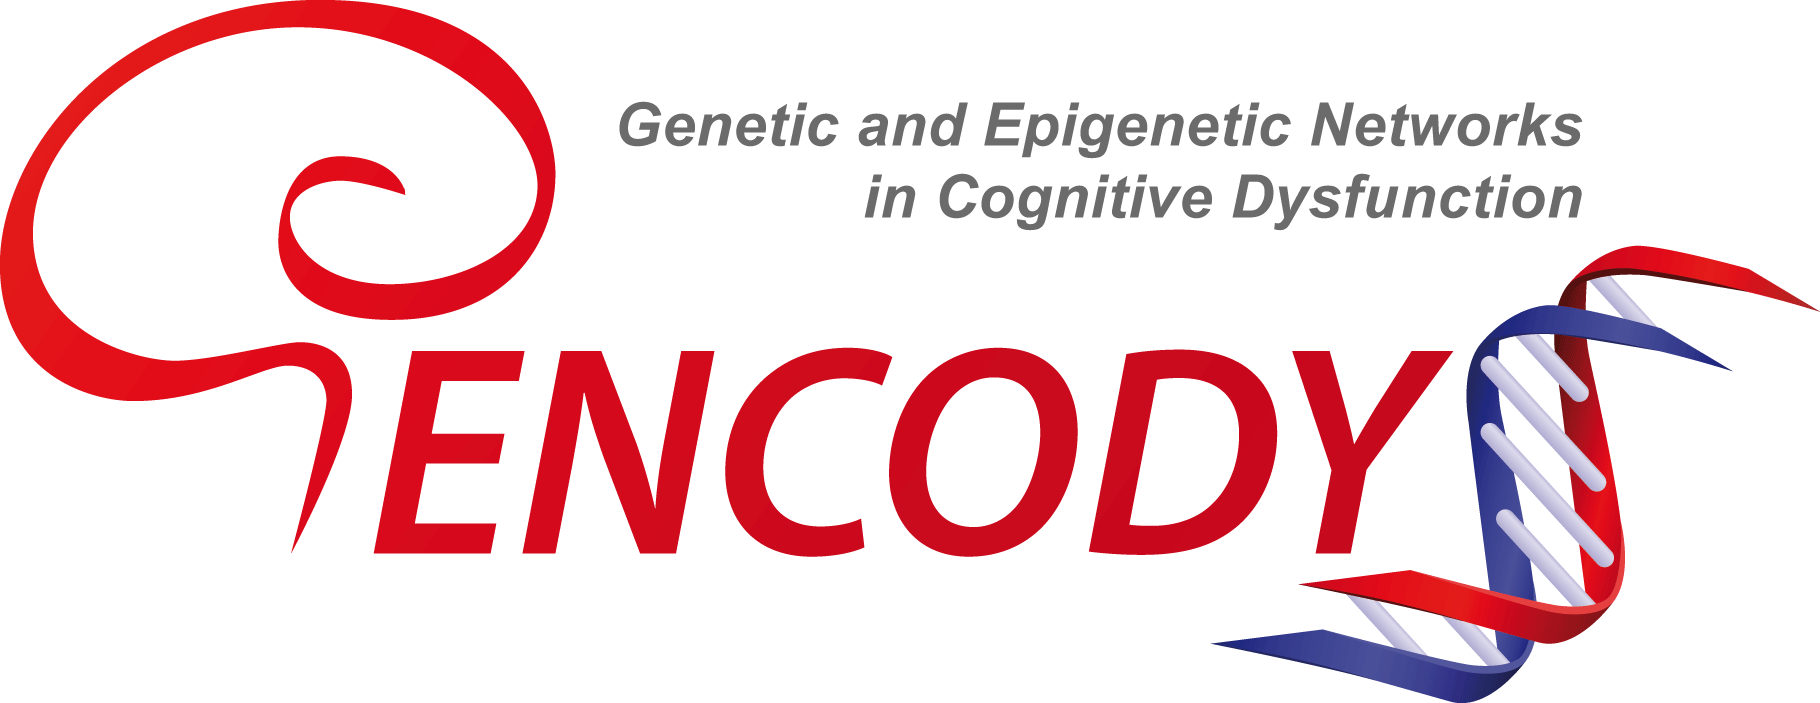 Genetic and Epigenetic Networks
in Cognitive Dysfunction
GENCODYS